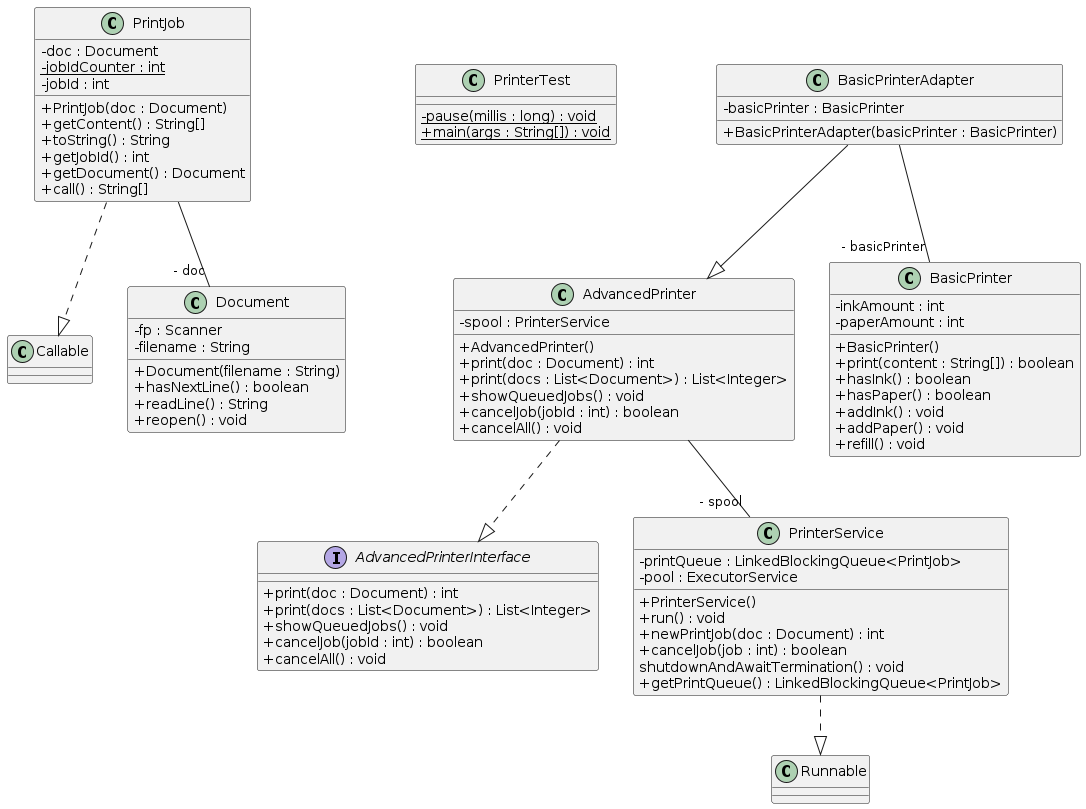 C PrintJob
-doc : Document
-jobIdCounter : int
-jobId : int
+PrintJob(doc : Document)
+getContent() : String[]
+toString() : String
+getJobId() : int
+getDocument() : Document
+call() : String[]
C PrinterTest
-pause(millis : long) : void
+main(args : String[]) : void
C BasicPrinterAdapter
-basicPrinter : BasicPrinter
+BasicPrinterAdapter(basicPrinter : BasicPrinter)
- doc
- basicPrinter
C Callable
C Document
-fp : Scanner
-filename : String
+Document(filename : String)
+hasNextLine() : boolean
+readLine() : String
+reopen() : void
C AdvancedPrinter
-spool : PrinterService
+AdvancedPrinter()
+print(doc : Document) : int
+print(docs : List<Document>) : List<Integer>
+showQueuedJobs() : void
+cancelJob(jobId : int) : boolean
+cancelAll() : void
C BasicPrinter
-inkAmount : int
-paperAmount : int
+BasicPrinter()
+print(content : String[]) : boolean
+hasInk() : boolean
+hasPaper() : boolean
+addInk() : void
+addPaper() : void
+refill() : void
- spool
I AdvancedPrinterInterface
+print(doc : Document) : int
+print(docs : List<Document>) : List<Integer>
+showQueuedJobs() : void
+cancelJob(jobId : int) : boolean
+cancelAll() : void
C PrinterService
-printQueue : LinkedBlockingQueue<PrintJob>
-pool : ExecutorService
+PrinterService()
+run() : void
+newPrintJob(doc : Document) : int
+cancelJob(job : int) : boolean
shutdownAndAwaitTermination() : void
+getPrintQueue() : LinkedBlockingQueue<PrintJob>
C Runnable